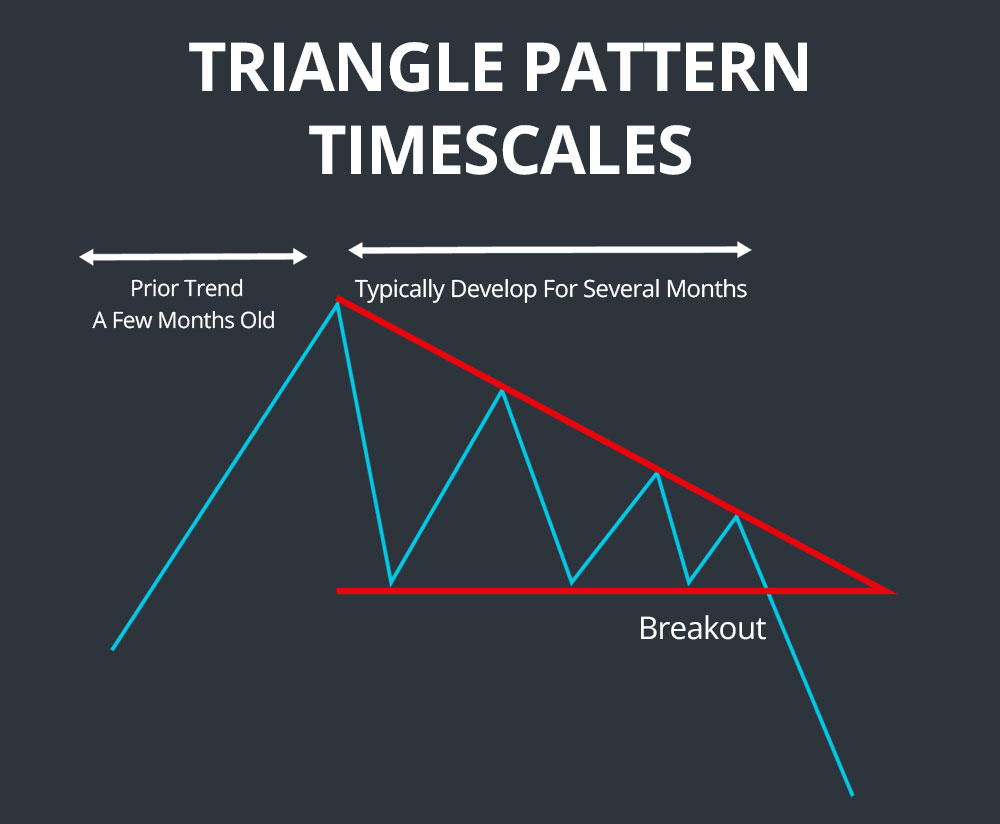 TRIANGLE PATTERN
TIMESCALES
Prior Trend
A Few Months Old
Typically Develop For Several Months
Breakout